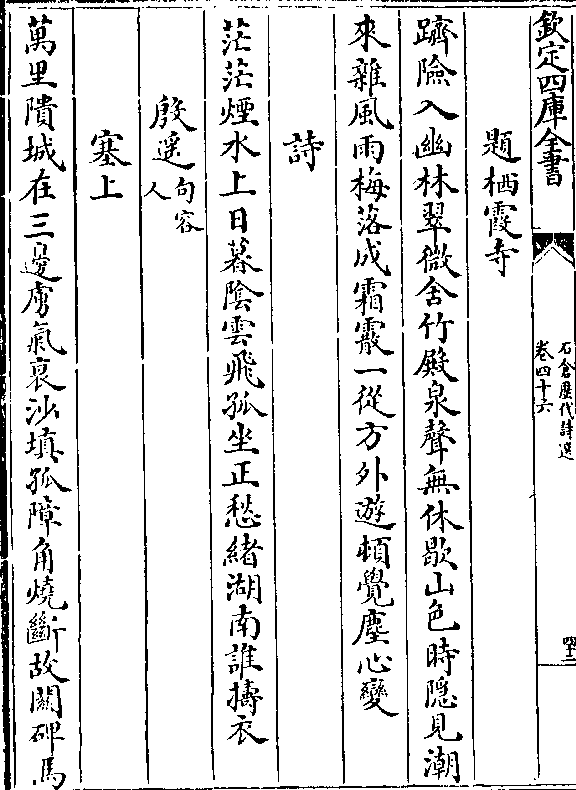 欽定四庫全書
石倉歷代詩選
卷四十六
題栖霞寺
躋險入幽林翠微舍竹殿泉聲無休歇山色時隱見潮
來雜風雨梅落成霜霰一從方外遊頓覺塵心變
詩
茫茫煙水上日暮陰雲飛孤坐正愁緒湖南誰擣衣
殷遥句容人
塞上
萬里隤城在三邊虜氣衰沙填孤障角燒斷故關碑馬